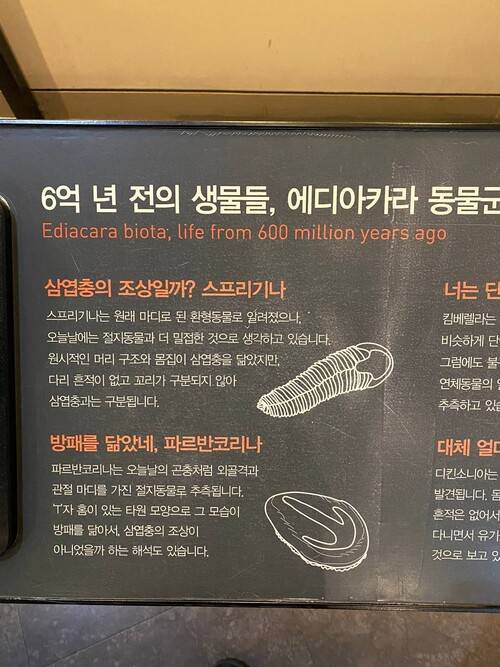 6억 년 전의 생물들, 에디아카라 동물군
Ediacara biota, life from 600 million years ago
삼엽충의 조상일까? 스프리기나
스프리기나는 원래 마디로 된 환형동물로 알려졌으나,
오늘날에는 절지동물과 더 밀접한 것으로 생각하고 있습니다.
원시적인 머리 구조와 몸집이 삼엽충을 닮았지만,
다리 흔적이 없고 꼬리가 구분되지 않아
삼엽충과는 구분됩니다.
방패를 닮았네, 파르반코리나
파르반코리나는 오늘날의 곤충처럼 외골격과
관절 마디를 가진 절지동물로 추측됩니다.
'T'자 홈이 있는 타원 모양으로 그 모습이
방패를 닮아서, 삼엽충의 조상이
아니었을까 하는 해석도 있습니다.
너는 단
킴베렐라는
비슷하게 단
그럼에도 불
연체동물의
추측하고 있
대체 얼마
디킨소니아는
발견됩니다. 몸
흔적은 없어서
다니면서 유기
것으로 보고 있